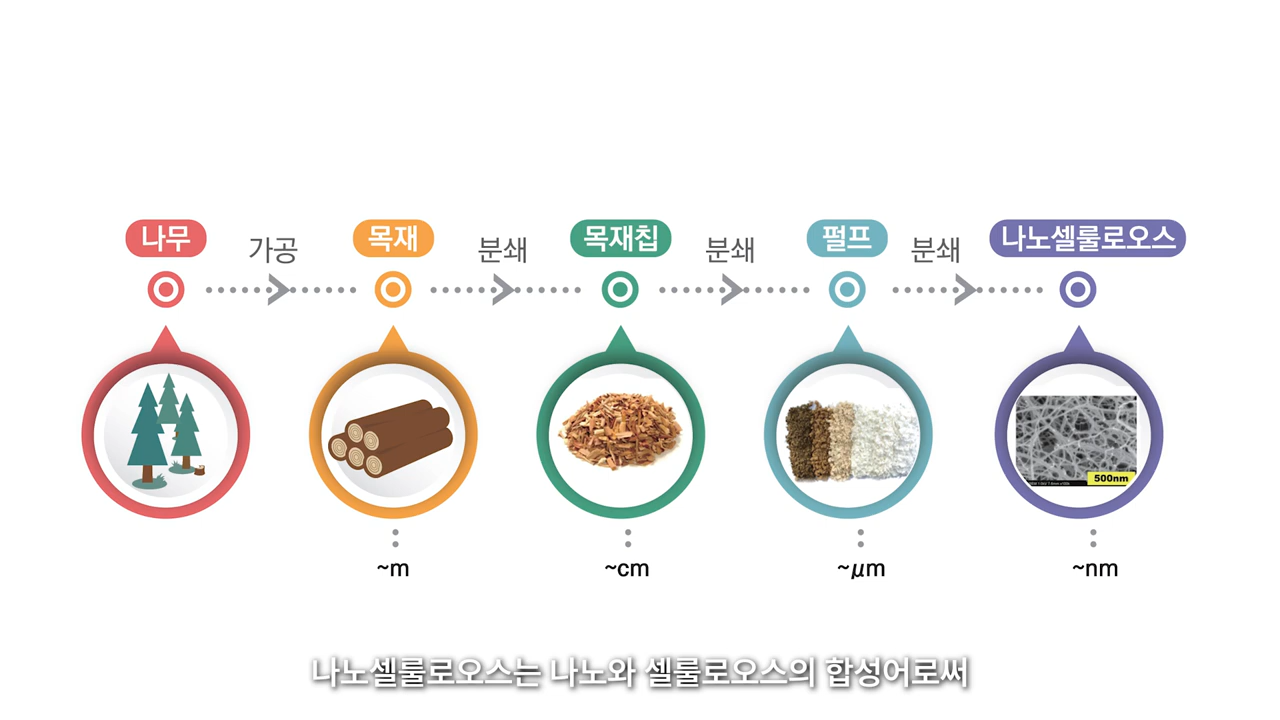 나무
가공
목재
분쇄
목재칩
분쇄
펄프
분쇄
나노셀룰로오스
500nm
~m
~cm
~μm
~nm
나노셀룰로오스는 나노와 셀룰로오스의 합성어로써